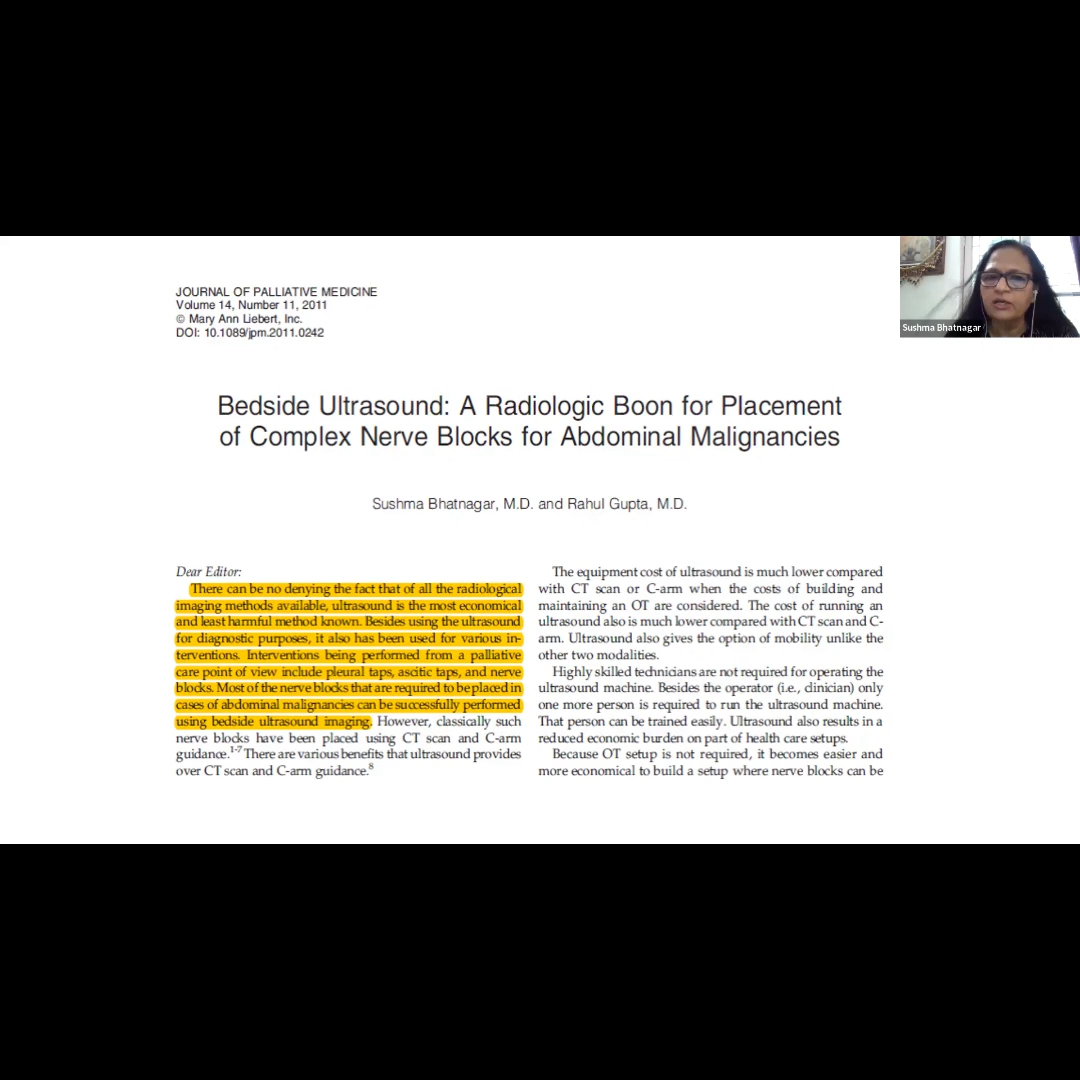 JOURNAL OF PALLIATIVE MEDICINE
Volume 14, Number 11, 2011
© Mary Ann Liebert, Inc.
DOI: 10.1089/jpm.2011.0242
Sushma Bhatnagar
Bedside Ultrasound: A Radiologic Boon for Placement
of Complex Nerve Blocks for Abdominal Malignancies
Sushma Bhatnagar, M.D. and Rahul Gupta, M.D.
Dear Editor:
There can be no denying the fact that of all the radiological
imaging methods available, ultrasound is the most economical
and least harmful method known. Besides using the ultrasound
for diagnostic purposes, it also has been used for various in-
terventions. Interventions being performed from a palliative
care point of view include pleural taps, ascitic taps, and nerve
blocks. Most of the nerve blocks that are required to be placed in
cases of abdominal malignancies can be successfully performed
using bedside ultrasound imaging. However, classically such
nerve blocks have been placed using CT scan and C-arm
guidance.1-7 There are various benefits that ultrasound provides
over CT scan and C-arm guidance.8
The equipment cost of ultrasound is much lower compared
with CT scan or C-arm when the costs of building and
maintaining an OT are considered. The cost of running an
ultrasound also is much lower compared with CT scan and C-
arm. Ultrasound also gives the option of mobility unlike the
other two modalities.
Highly skilled technicians are not required for operating the
ultrasound machine. Besides the operator (i.e., clinician) only
one more person is required to run the ultrasound machine.
That person can be trained easily. Ultrasound also results in a
reduced economic burden on part of health care setups.
Because OT setup is not required, it becomes easier and
more economical to build a setup where nerve blocks can be